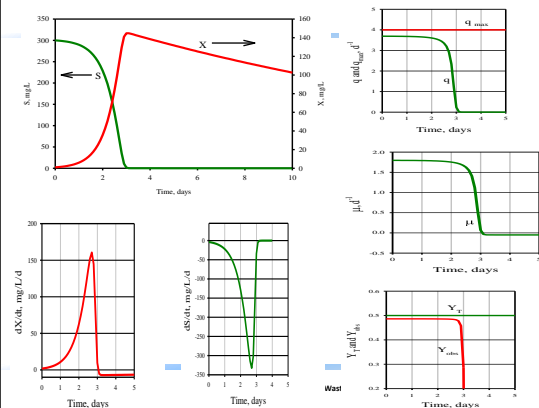 350
300
250
200
150
100
50
0
S, mg/L
0 2 4 6 8 10
Time, days
160
140
120
100
80
60
40
20
0
X, mg/L
X
S
5
4
3
2
1
0
q and qmax, d-1
q max
q
0 1 2 3 4 5
Time, days
2.0
1.5
1.0
0.5
0.0
-0.5
μ, d-1
μ
0 1 2 3 4 5
Time, days
200
150
100
50
0
dX/dt, mg/L/d
0 1 2 3 4 5
Time, days
0
-50
-100
-150
-200
-250
-300
-350
dS/dt, mg/L/d
0 1 2 3 4 5
Time, days
Wast
0.6
0.5
0.4
0.3
0.2
YT and Yobs
YT
Yobs
0 1 2 3 4 5
Time, days